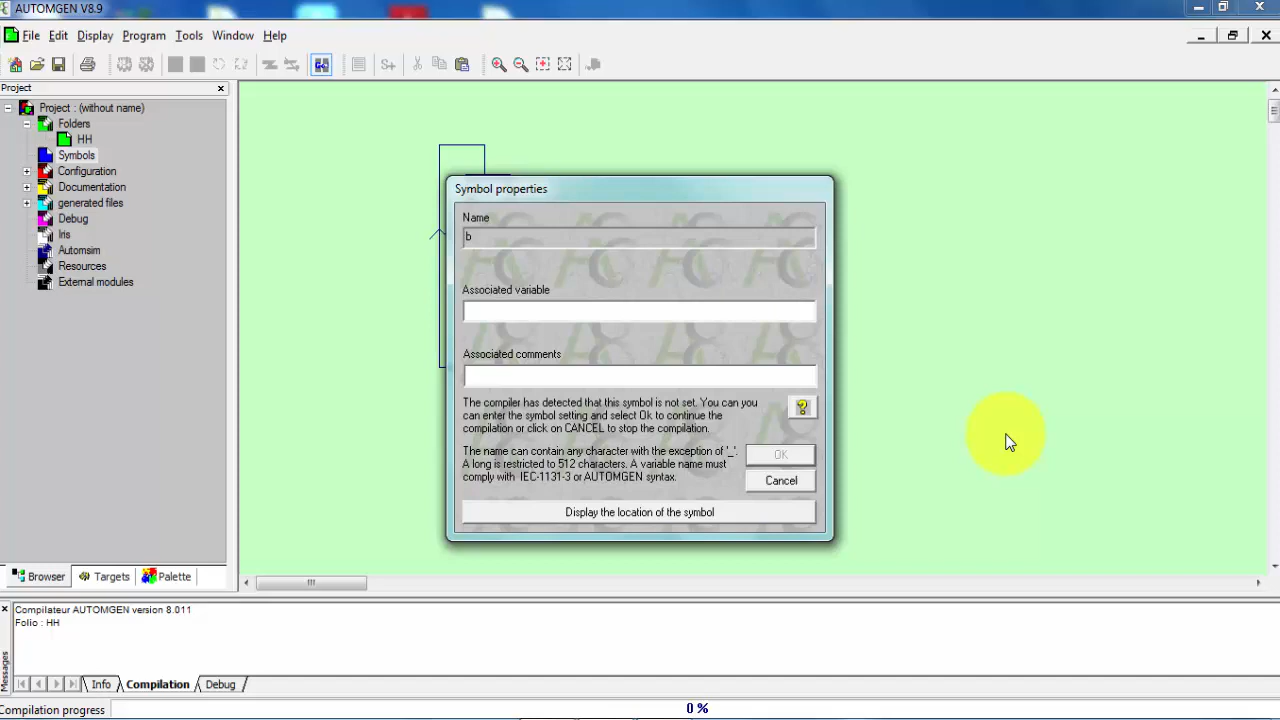 AUTOMGEN V8.9
File Edit Display Program Tools Window Help
Project
Project : (without name)
Folders
HH
Symbols
Configuration
Documentation
generated files
Debug
Iris
Automsim
Resources
External modules
Browser Targets Palette
Symbol properties
Name
b
Associated variable
Associated comments
The compiler has detected that this symbol is not set. You can you
can enter the symbol setting and select Ok to continue the
compilation or click on CANCEL to stop the compilation.
The name can contain any character with the exception of '_'.
A long is restricted to 512 characters. A variable name must
comply with IEC-1131-3 or AUTOMGEN syntax.
OK
Cancel
Display the location of the symbol
Compilateur AUTOMGEN version 8.011
Folio : HH
Messages
Info Compilation Debug
Compilation progress 0 %